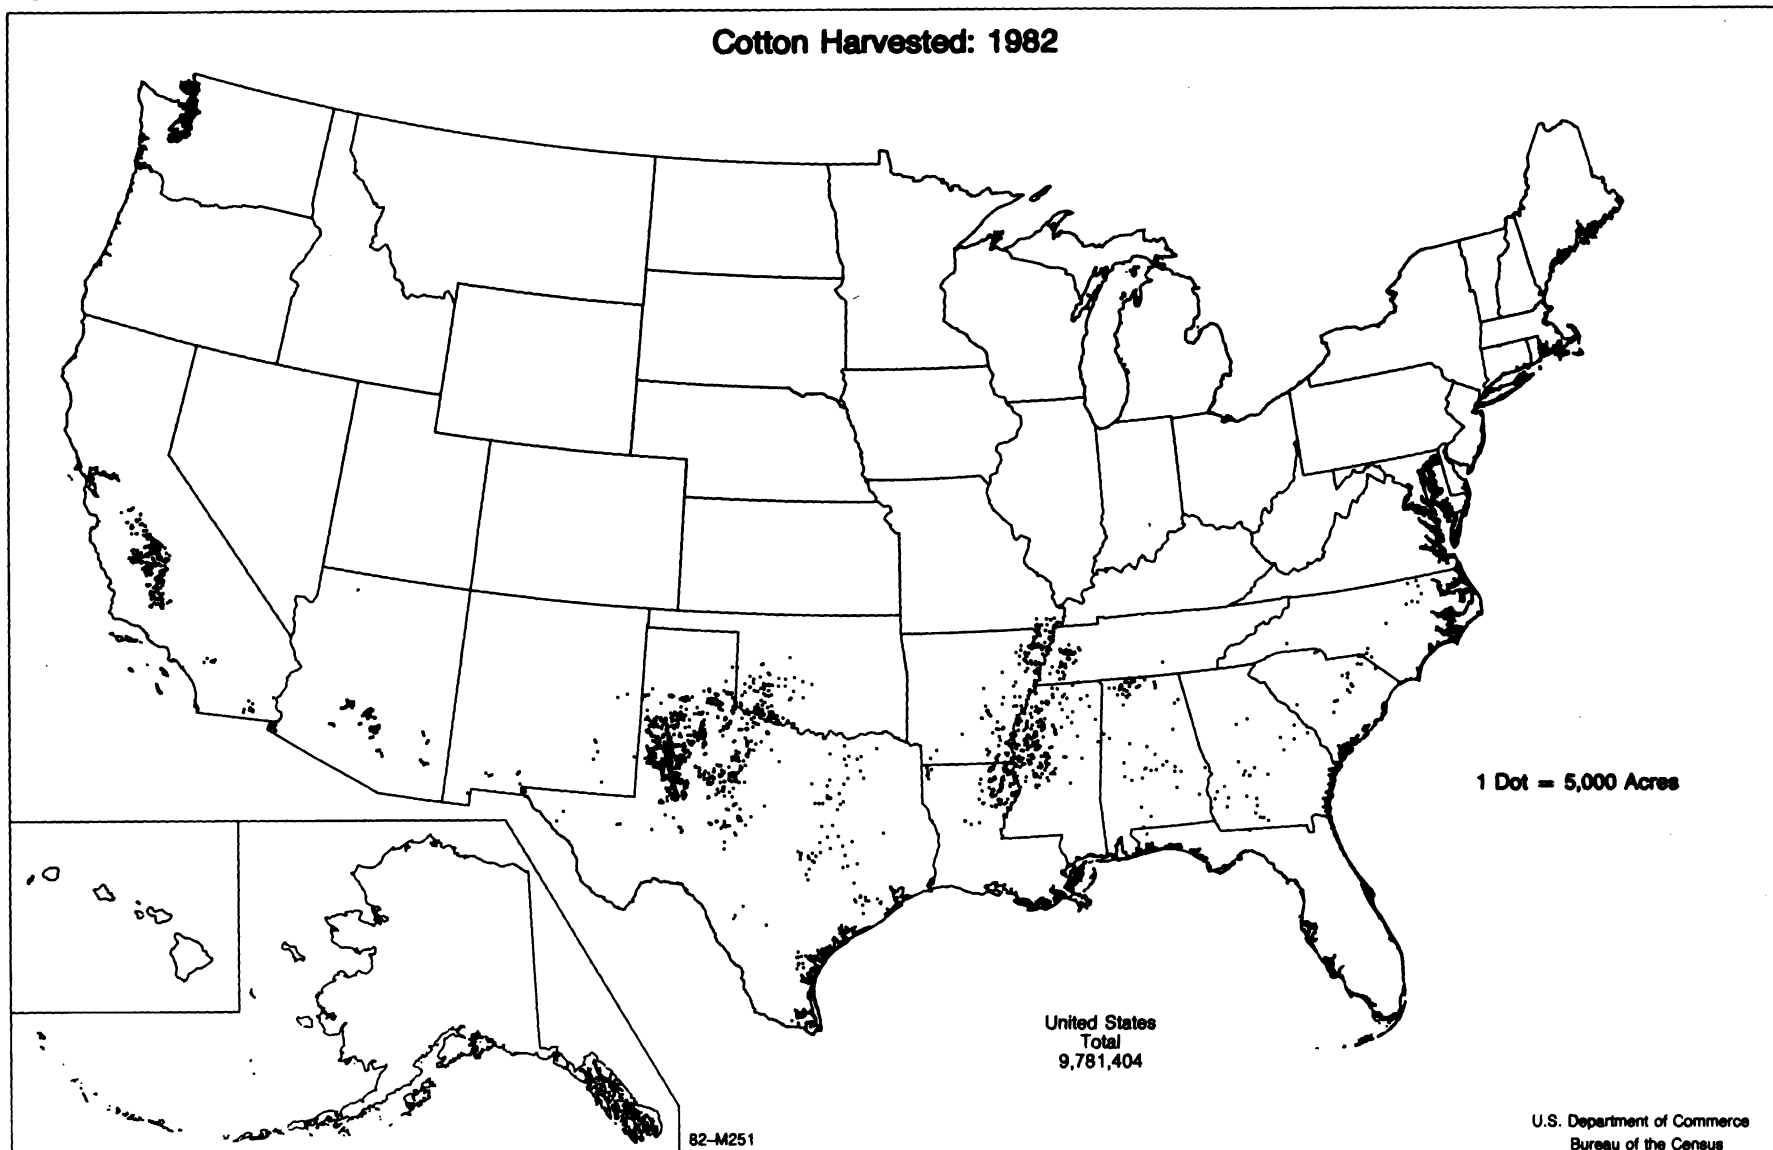 Cotton Harvested: 1982
1 Dot = 5,000 Acres
United States
Total
9,781,404
82-M251
U.S. Department of Commerce
Bureau of the Census